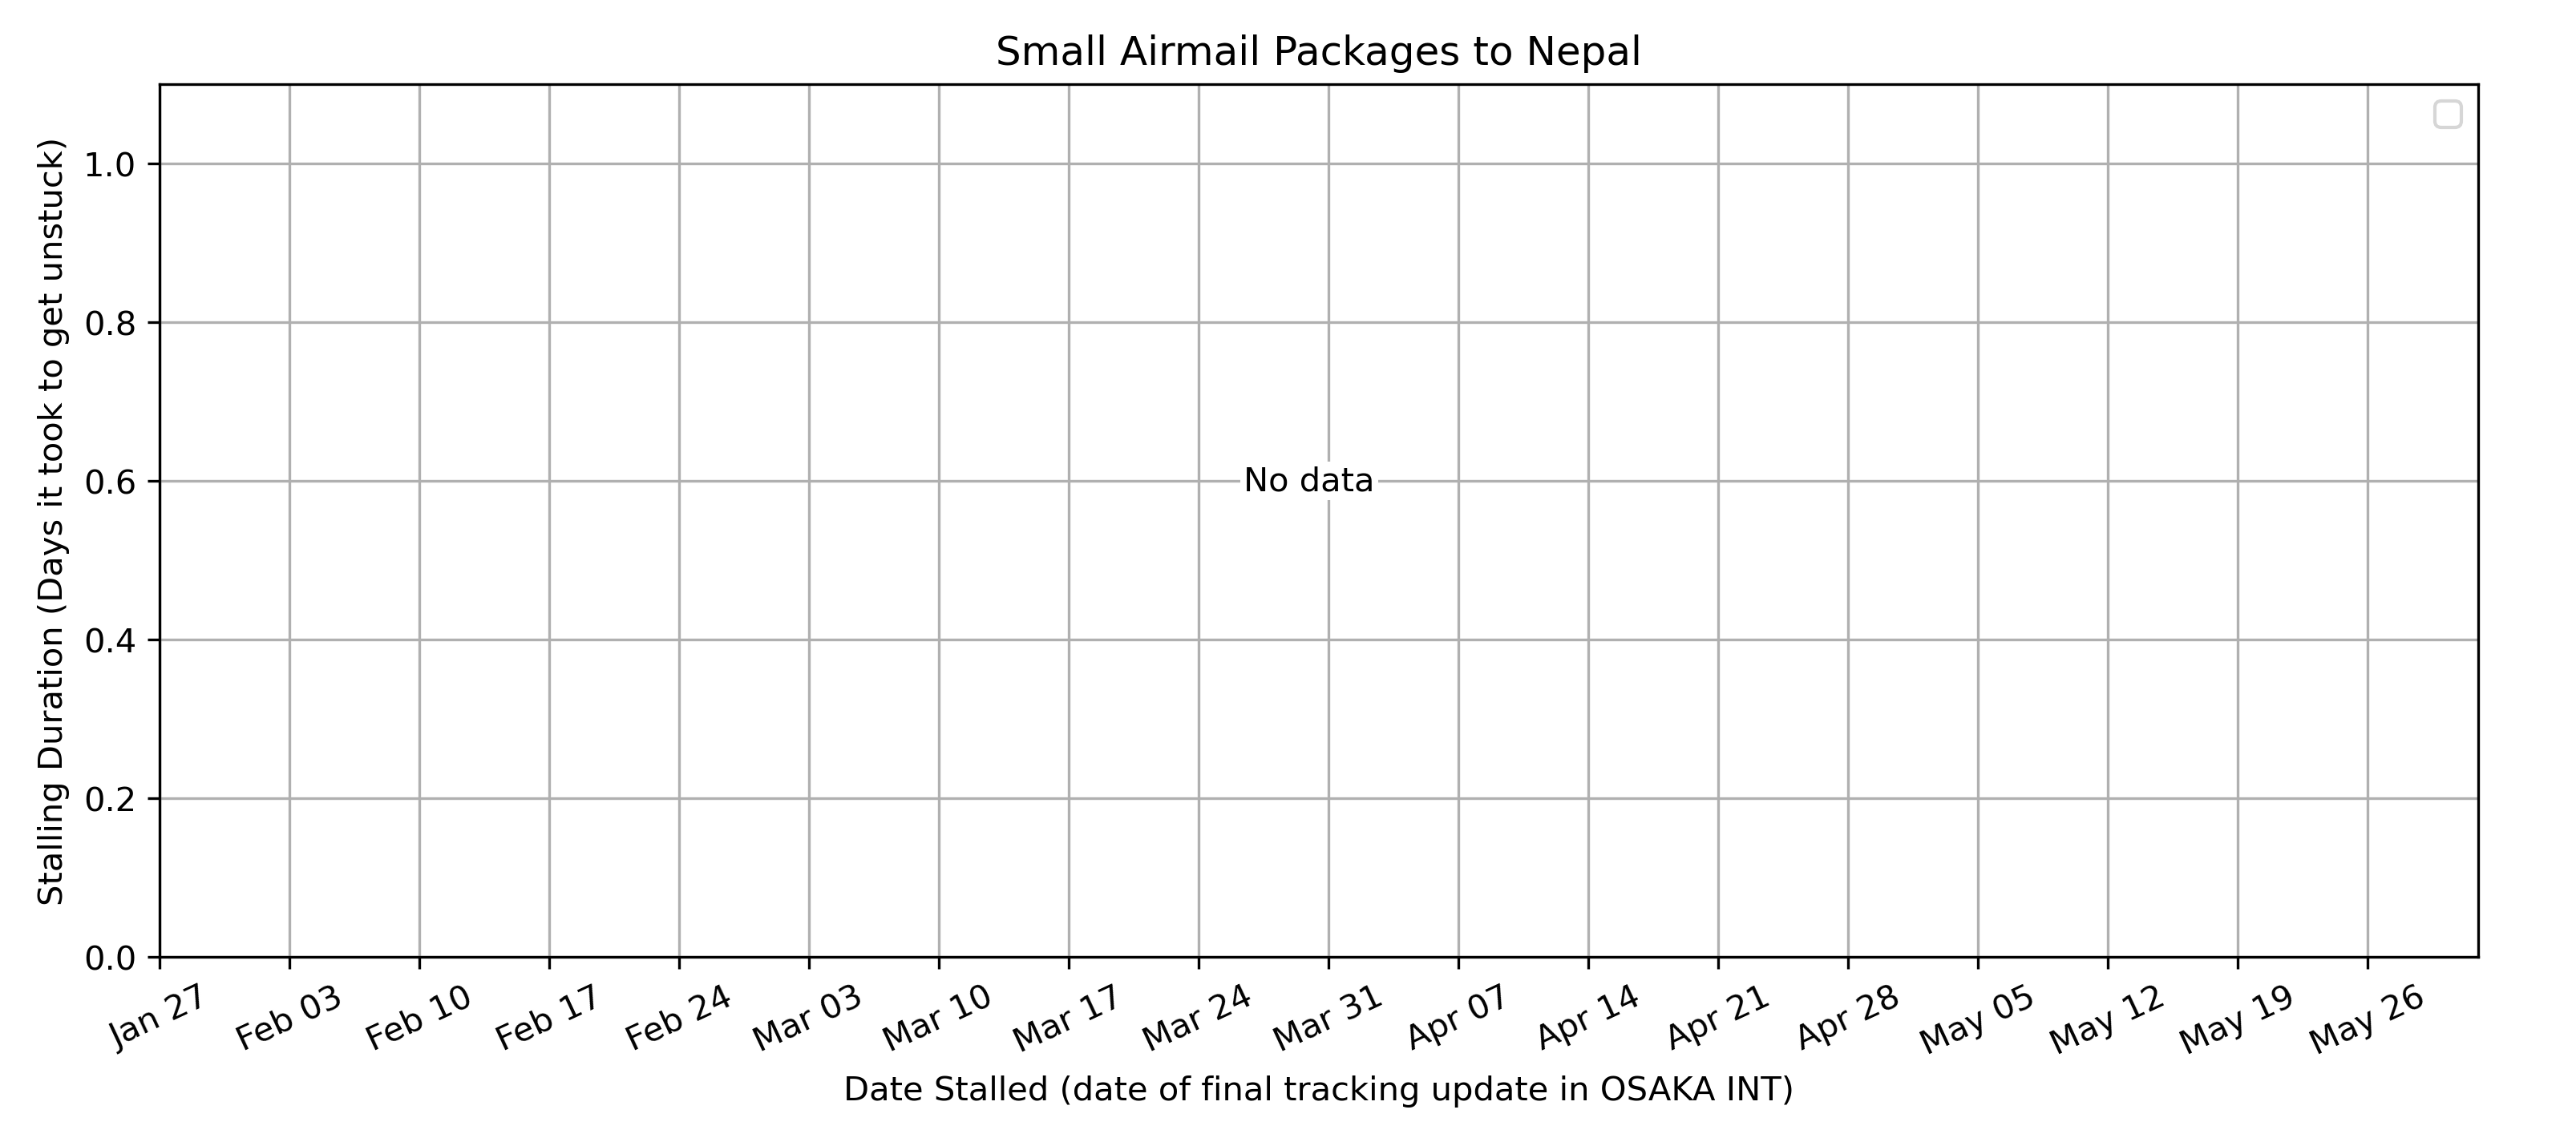 Small Airmail Packages to Nepal
Stalling Duration (Days it took to get unstuck)
1.0
0.8
0.6
0.4
0.2
0.0
No data
Jan 27
Feb 03
Feb 10
Feb 17
Feb 24
Mar 03
Mar 10
Mar 17
Mar 24
Mar 31
Apr 07
Apr 14
Apr 21
Apr 28
May 05
May 12
May 19
May 26
Date Stalled (date of final tracking update in OSAKA INT)